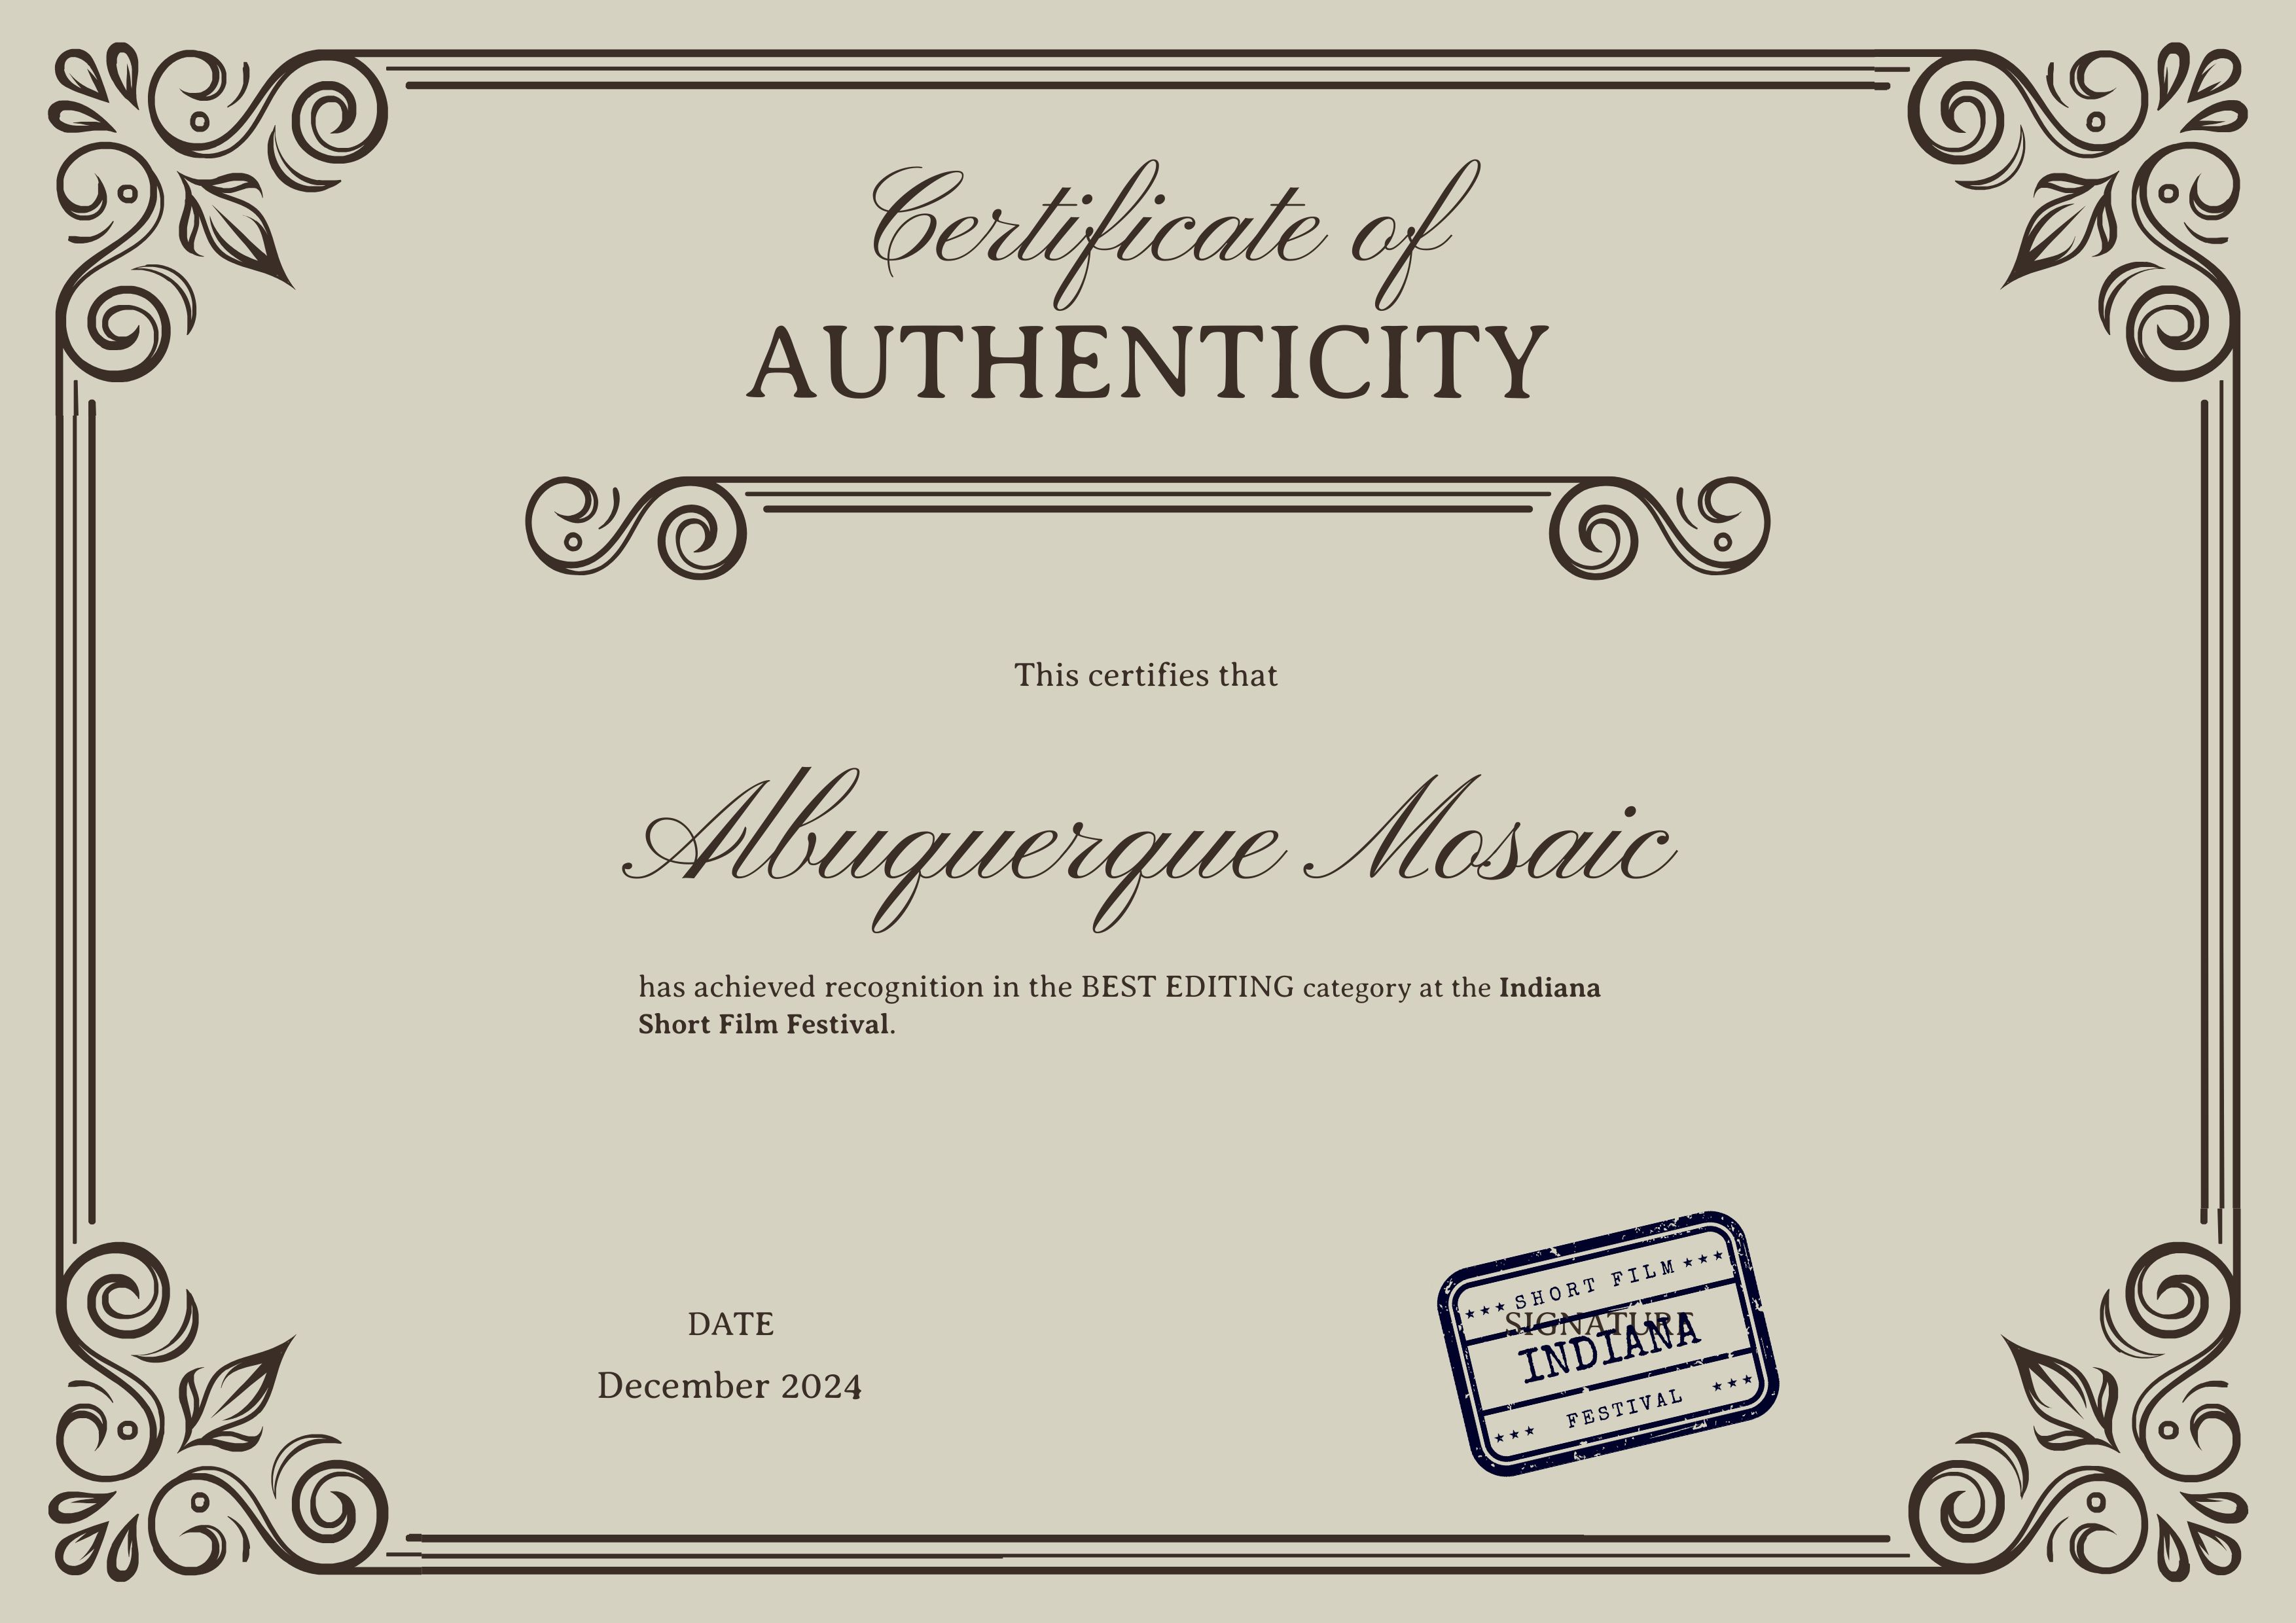 Certificate of
AUTHENTICITY
This certifies that
Albuquerque Mosaic
has achieved recognition in the BEST EDITING category at the Indiana
Short Film Festival.
DATE
December 2024
SIGNATURE
SHORT FILM
INDIANA
FESTIVAL